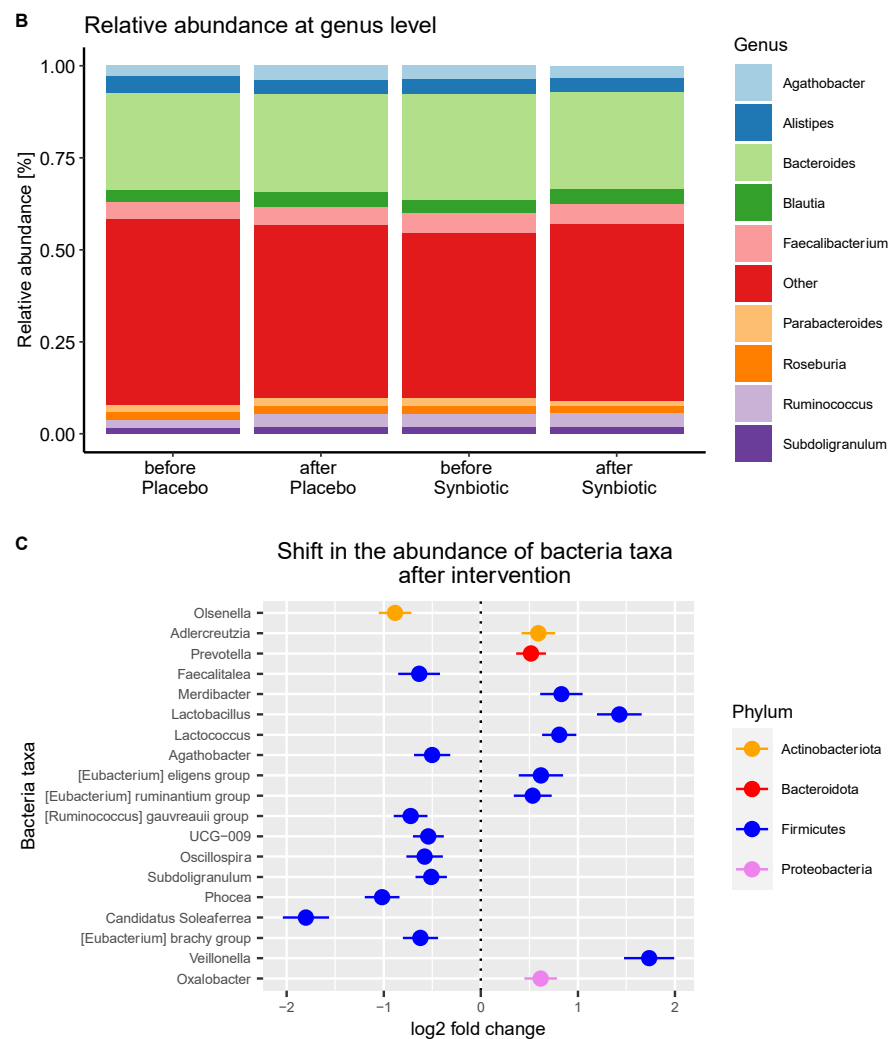 B
Relative abundance at genus level
Relative abundance [%]
1.00
0.75
0.50
0.25
0.00
before
Placebo
after
Placebo
before
Synbiotic
after
Synbiotic
Genus
Agathobacter
Alistipes
Bacteroides
Blautia
Faecalibacterium
Other
Parabacteroides
Roseburia
Ruminococcus
Subdoligranulum
C
Shift in the abundance of bacteria taxa
after intervention
Bacteria taxa
Olsenella
Adlercreutzia
Prevotella
Faecalitalea
Merdibacter
Lactobacillus
Lactococcus
Agathobacter
[Eubacterium] eligens group
[Eubacterium] ruminantium group
[Ruminococcus] gauvreauii group
UCG-009
Oscillospira
Subdoligranulum
Phocea
Candidatus Soleaferrea
[Eubacterium] brachy group
Veillonella
Oxalobacter
−2
−1
0
1
2
log2 fold change
Phylum
Actinobacteriota
Bacteroidota
Firmicutes
Proteobacteria